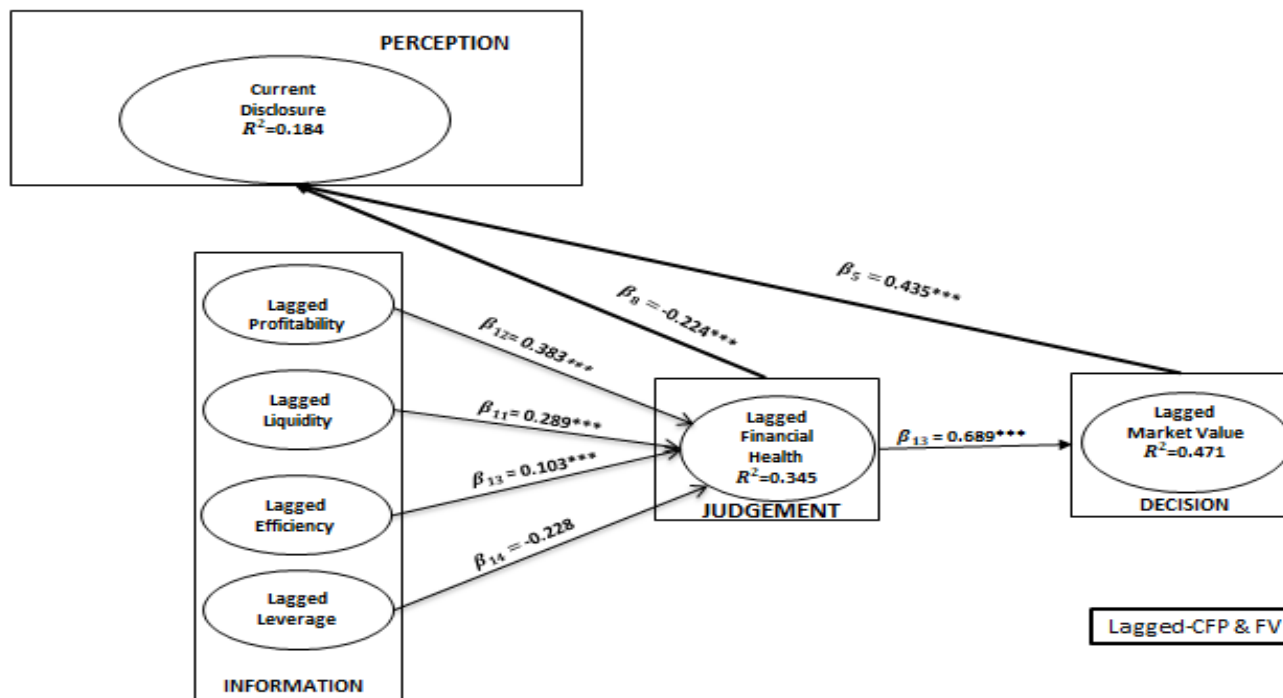 PERCEPTION
Current
Disclosure
R²=0.184
β₅ = 0.435***
β₈ = -0.224***
Lagged
Profitability
β₁₂= 0.383***
Lagged
Liquidity
β₁₁= 0.289***
Lagged
Efficiency
β₁₃ = 0.103***
Lagged
Leverage
β₁₄ = -0.228
INFORMATION
Lagged
Financial
Health
R²=0.345
JUDGEMENT
β₁₃ = 0.689***
Lagged
Market Value
R²=0.471
DECISION
Lagged-CFP & FV